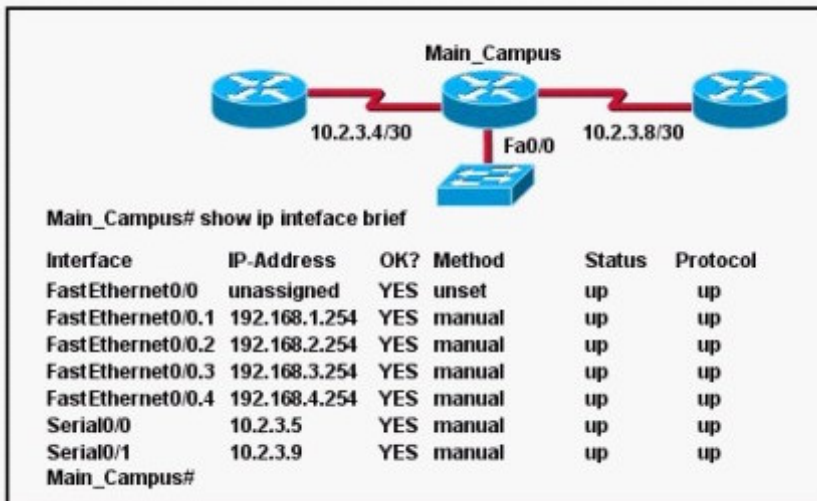 Main_Campus
10.2.3.4/30
Fa0/0
10.2.3.8/30
Main_Campus# show ip inteface brief
Interface IP-Address OK? Method Status Protocol
FastEthernet0/0 unassigned YES unset up up
FastEthernet0/0.1 192.168.1.254 YES manual up up
FastEthernet0/0.2 192.168.2.254 YES manual up up
FastEthernet0/0.3 192.168.3.254 YES manual up up
FastEthernet0/0.4 192.168.4.254 YES manual up up
Serial0/0 10.2.3.5 YES manual up up
Serial0/1 10.2.3.9 YES manual up up
Main_Campus#